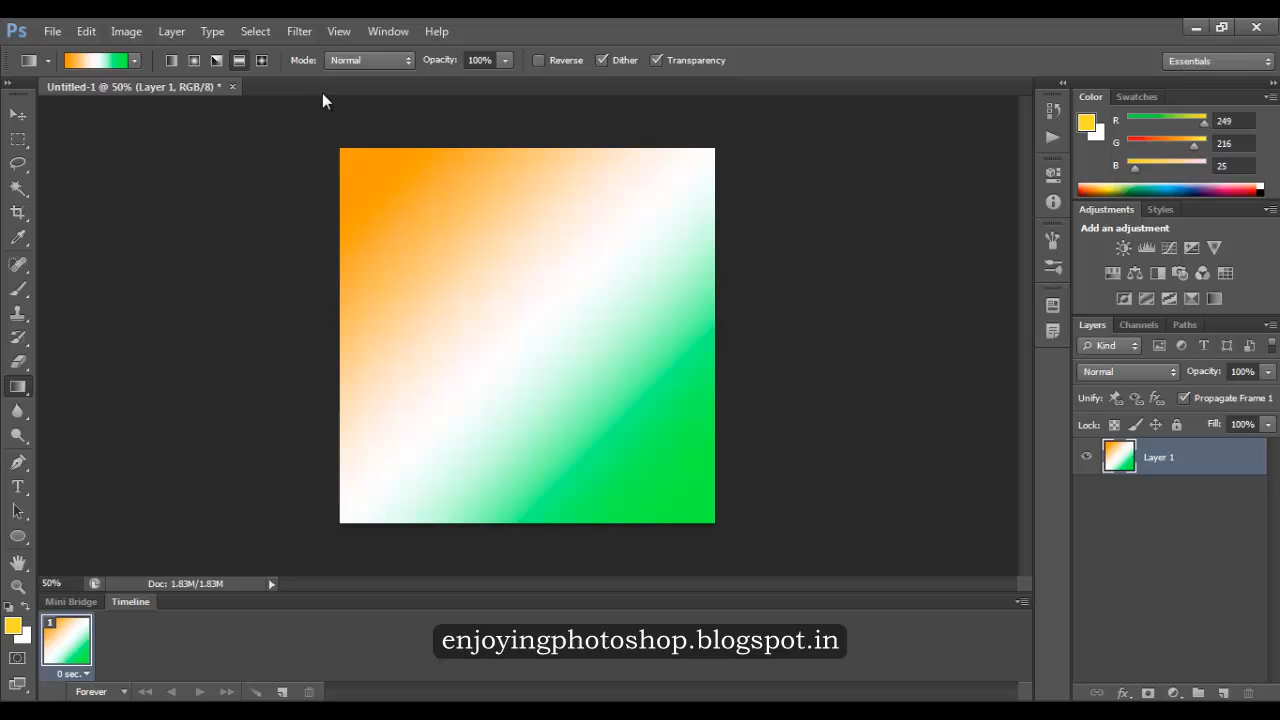 Ps File Edit Image Layer Type Select Filter View Window Help
Mode: Normal Opacity: 100% Reverse Dither Transparency Essentials
Untitled-1 @ 50% (Layer 1, RGB/8) * ×
Color Swatches
R 249
G 216
B 25
Adjustments Styles
Add an adjustment
Layers Channels Paths
Kind
Normal Opacity: 100%
Unify: Propagate Frame 1
Lock: Fill: 100%
Layer 1
50% Doc: 1.83M/1.83M
Mini Bridge Timeline
1
0 sec.
Forever
enjoyingphotoshop.blogspot.in